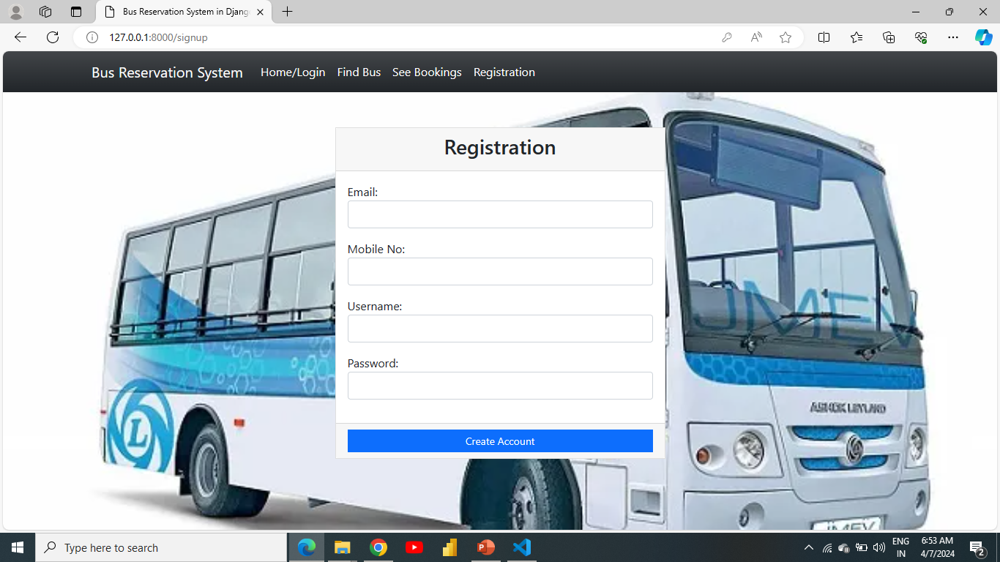 Bus Reservation System in Djang
127.0.0.1:8000/signup
Bus Reservation System Home/Login Find Bus See Bookings Registration
Registration
Email:
Mobile No:
Username:
Password:
Create Account
JMEV
ASHOK LEYLAND
L
JMEV
Type here to search
ENG
IN
6:53 AM
4/7/2024
2